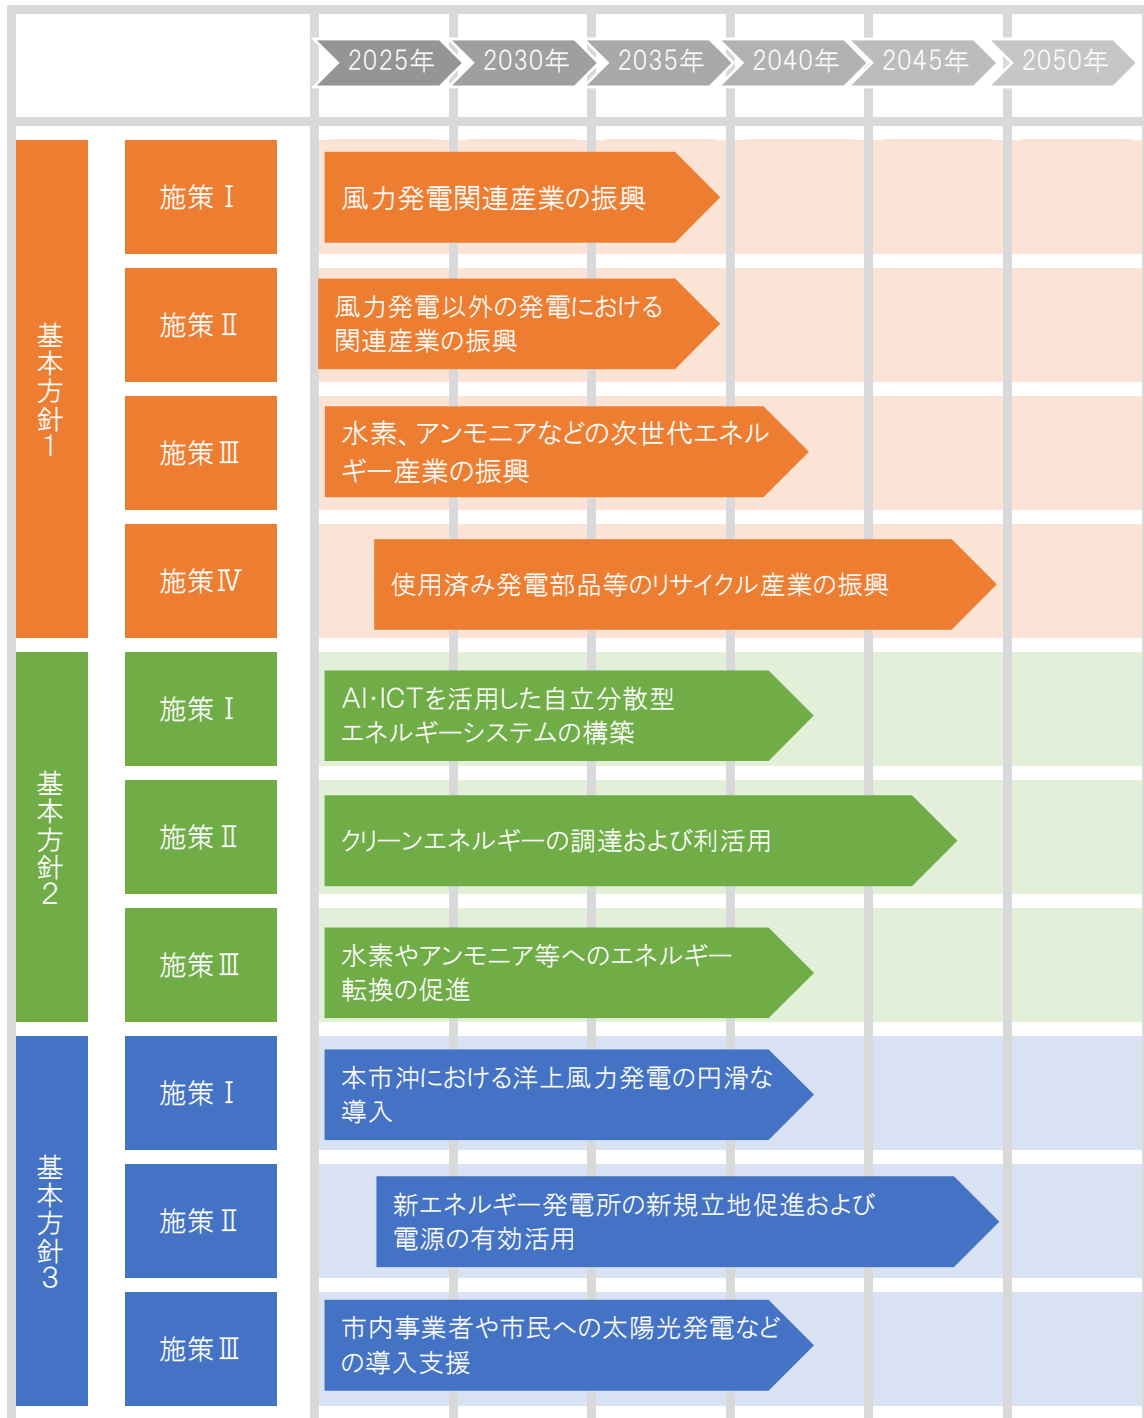 2025年 2030年 2035年 2040年 2045年 2050年
基本方針1
施策Ⅰ
風力発電関連産業の振興
施策Ⅱ
風力発電以外の発電における
関連産業の振興
施策Ⅲ
水素、アンモニアなどの次世代エネル
ギー産業の振興
施策Ⅳ
使用済み発電部品等のリサイクル産業の振興
基本方針2
施策Ⅰ
AI・ICTを活用した自立分散型
エネルギーシステムの構築
施策Ⅱ
クリーンエネルギーの調達および利活用
施策Ⅲ
水素やアンモニア等へのエネルギー
転換の促進
基本方針3
施策Ⅰ
本市沖における洋上風力発電の円滑な
導入
施策Ⅱ
新エネルギー発電所の新規立地促進および
電源の有効活用
施策Ⅲ
市内事業者や市民への太陽光発電など
の導入支援